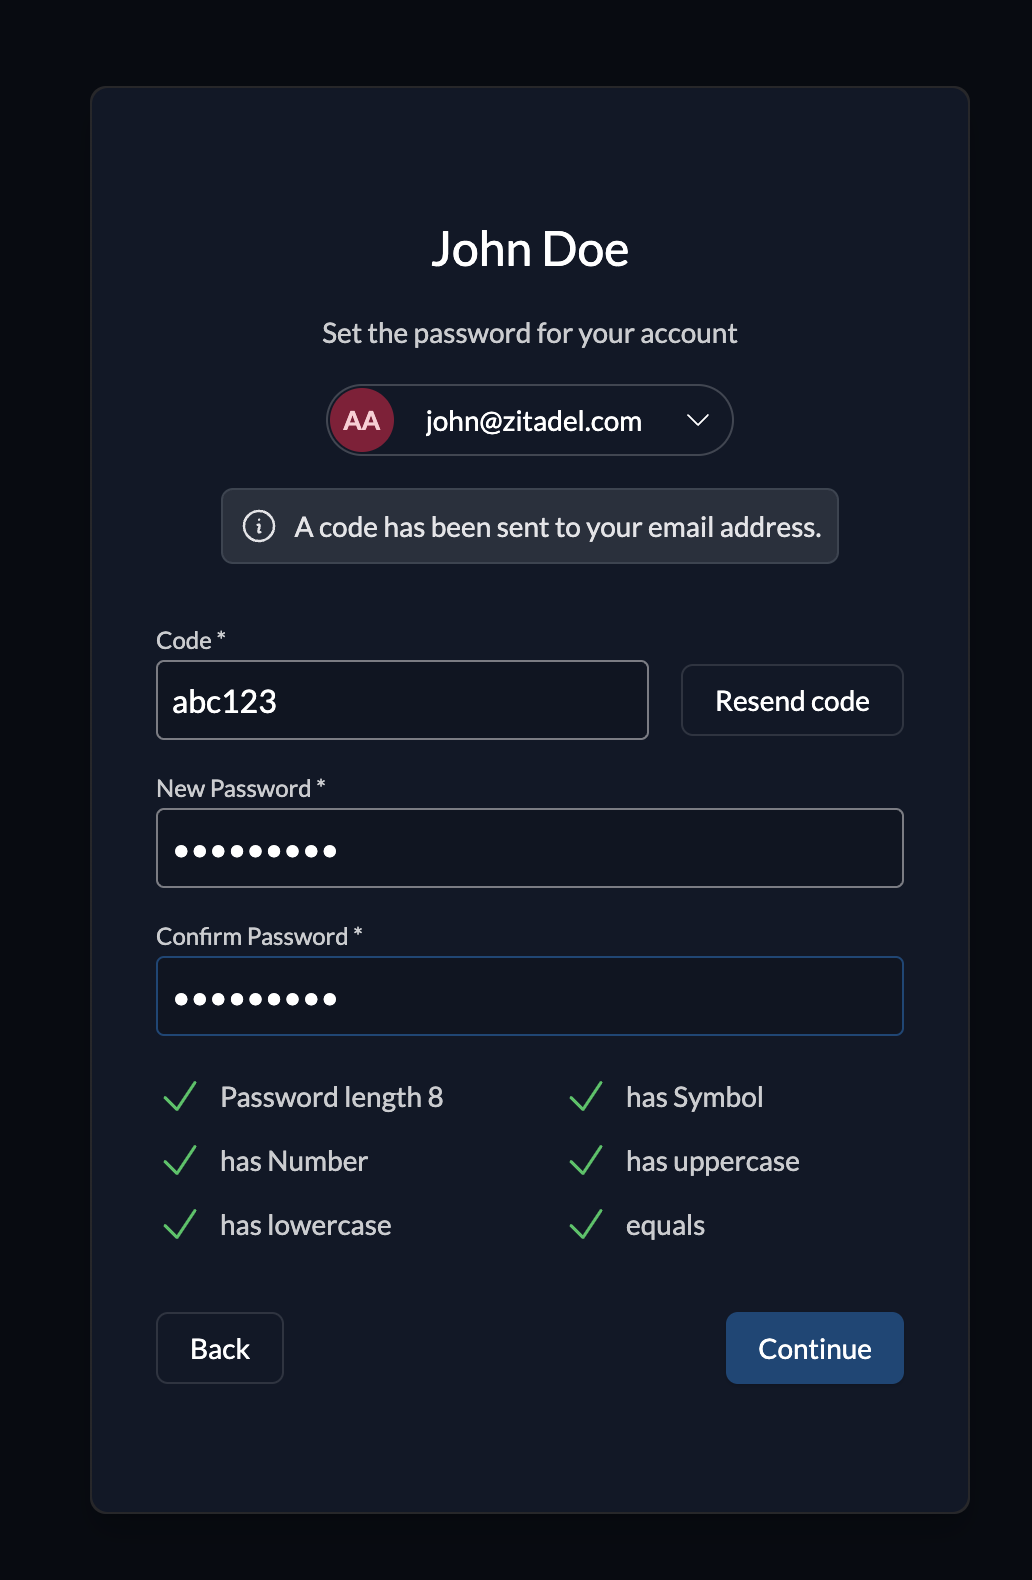 John Doe
Set the password for your account
AA john@zitadel.com
A code has been sent to your email address.
Code *
abc123 Resend code
New Password *
•••••••••
Confirm Password *
•••••••••
Password length 8 has Symbol
has Number has uppercase
has lowercase equals
Back Continue